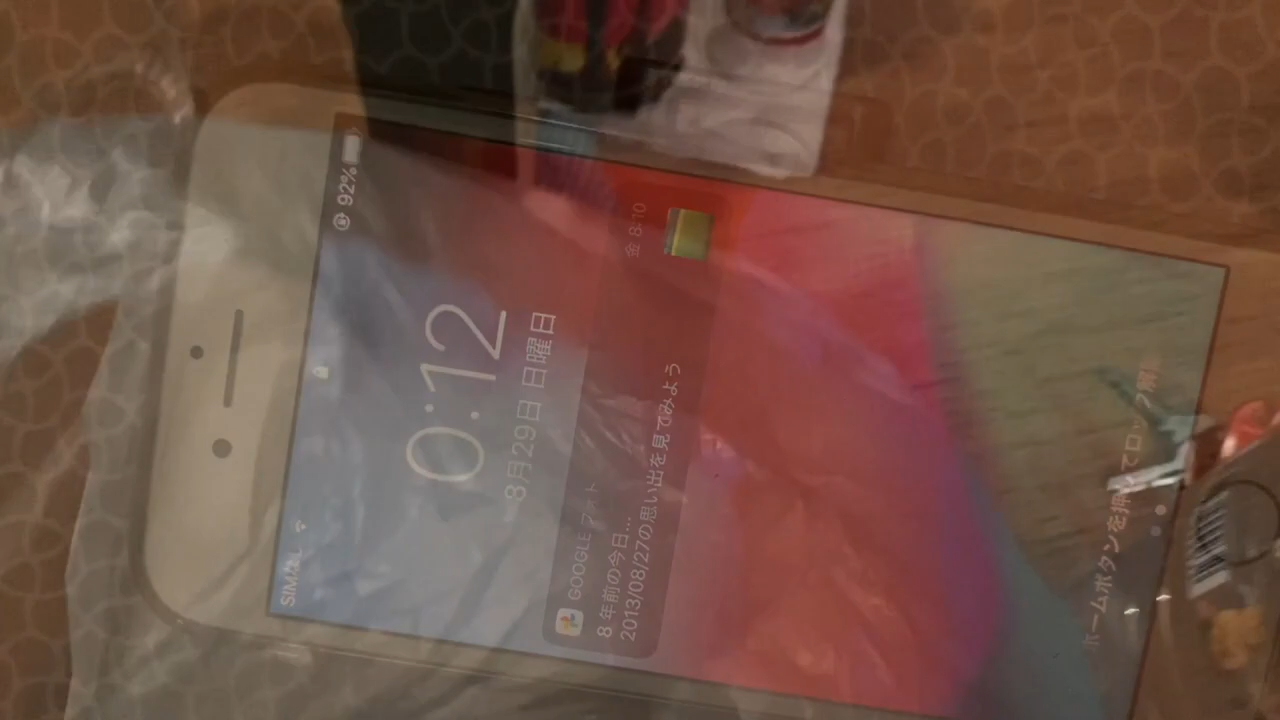 SIMなし
92%
0:12
8月29日 日曜日
GOOGLE フォト
金 8:10
8 年前の今日...
2013/08/27の思い出を見てみよう
ホームボタンを押してロック解除